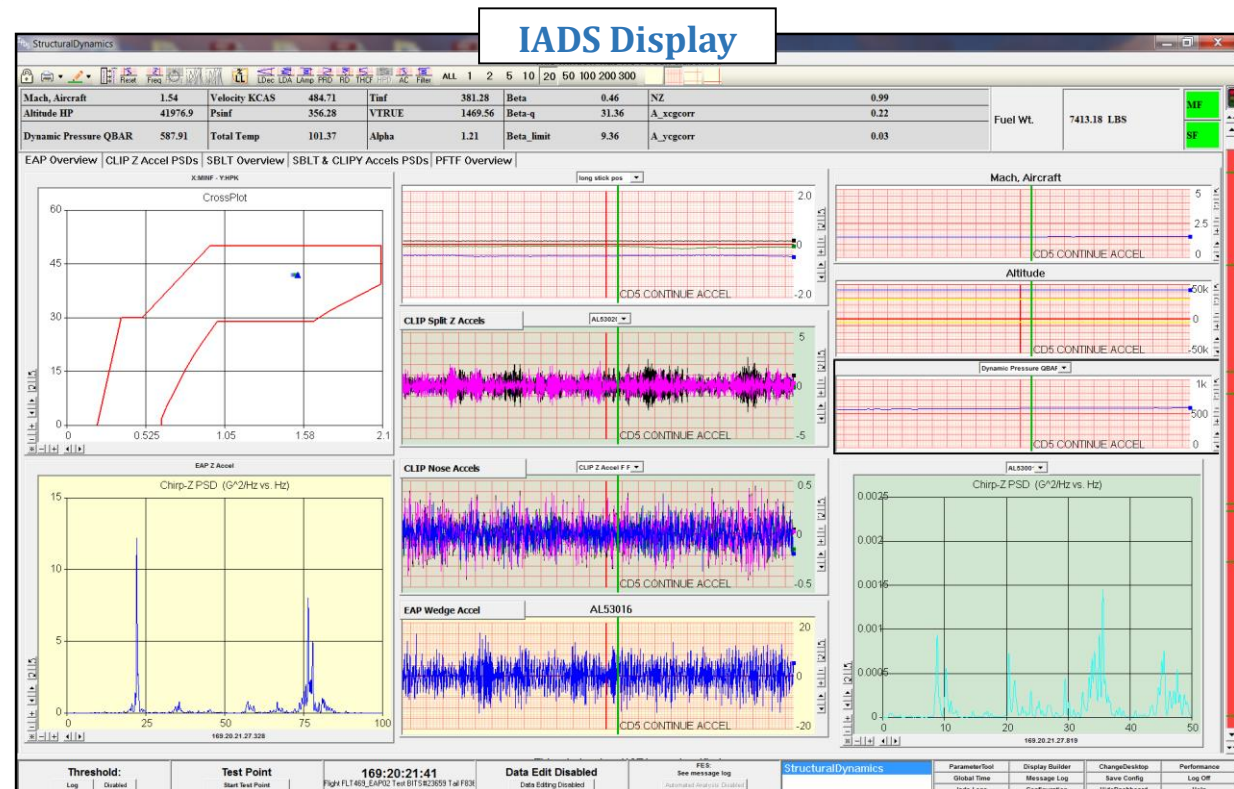 IADS Display
StructuralDynamics
Reset Freq LL LDec LDA LAmp PRD RD THCF HPD AC Filter ALL 1 2 5 10 20 50 100 200 300
Mach, Aircraft 1.54 Velocity KCAS 484.71 Tinf 381.28 Beta 0.46 NZ 0.99
Altitude HP 41976.9 Psinf 356.28 VTRUE 1469.56 Beta-q 31.36 A_xcgcorr 0.22
Dynamic Pressure QBAR 587.91 Total Temp 101.37 Alpha 1.21 Beta_limit 9.36 A_ycgcorr 0.03
Fuel Wt. 7413.18 LBS
MF
SF
EAP Overview CLIP Z Accel PSDs SBLT Overview SBLT & CLIPY Accels PSDs PFTF Overview
X:MINF - Y:HPK
CrossPlot
60
45
30
15
0
0 0.525 1.05 1.58 2.1
long stick pos
2.0
0
-2.0
CD5 CONTINUE ACCEL
CLIP Split Z Accels
5
0
-5
CD5 CONTINUE ACCEL
Mach, Aircraft
5
2.5
0
CD5 CONTINUE ACCEL
Altitude
50k
0
-50k
CD5 CONTINUE ACCEL
Dynamic Pressure QBAR
1k
500
0
CD5 CONTINUE ACCEL
EAP Z Accel
Chirp-Z PSD (G^2/Hz vs. Hz)
15
10
5
0
0 25 50 75 100
169.20.21.27.328
CLIP Nose Accels
CLIP Z Accel F F
0.5
0
-0.5
CD5 CONTINUE ACCEL
EAP Wedge Accel
AL53016
20
0
-20
CD5 CONTINUE ACCEL
Chirp-Z PSD (G^2/Hz vs. Hz)
0.0025
0.002
0.0015
0.001
0.0005
0
0 10 20 30 40 50
169.20.21.27.819
Threshold:
Log Disabled
Test Point
Start Test Point
169:20:21:41
Flight FLT469_EAP02 Test BITS#23659 Tail F836
Data Edit Disabled
Data Editing Disabled
FES:
See message log
Automated Analysis: Disabled
StructuralDynamics
ParameterTool Display Builder ChangeDesktop Performance
Global Time Message Log Save Config Log Off